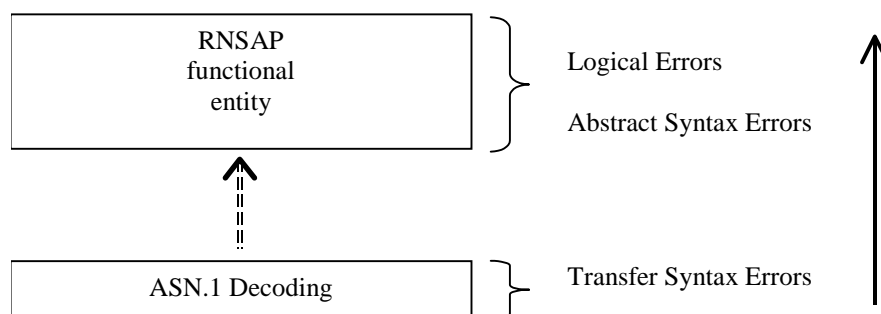 RNSAP
functional
entity
Logical Errors
Abstract Syntax Errors
ASN.1 Decoding
Transfer Syntax Errors